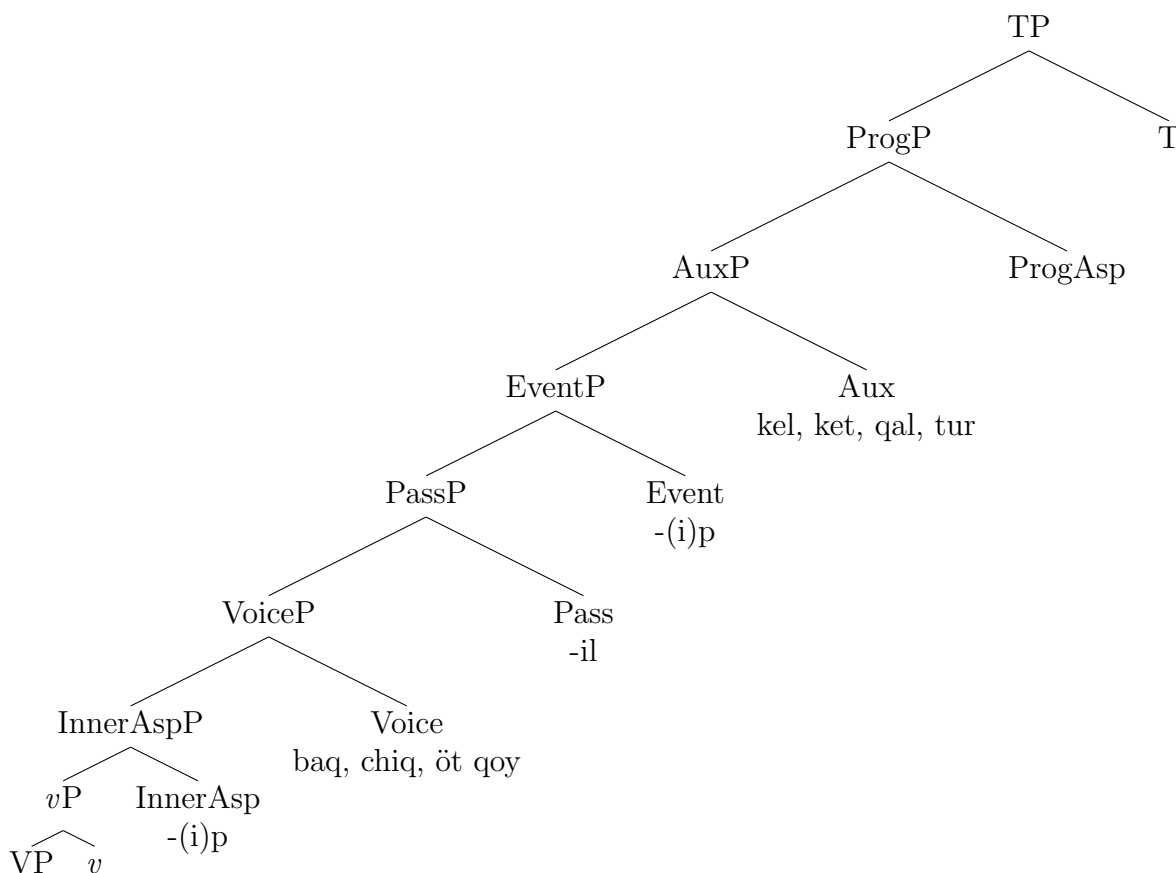 TP
ProgP T
AuxP ProgAsp
EventP Aux
kel, ket, qal, tur
PassP Event
-(i)p
VoiceP Pass
-il
InnerAspP Voice
baq, chiq, öt qoy
vP InnerAsp
-(i)p
VP v